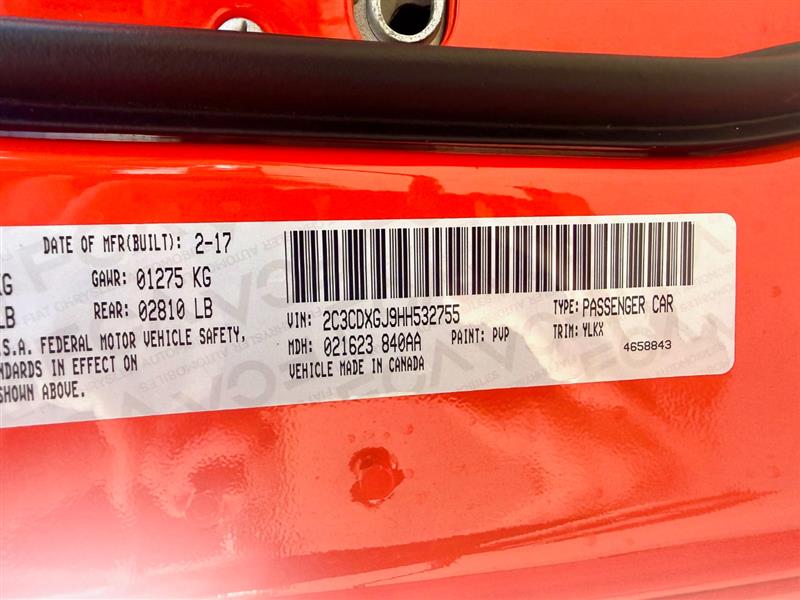 DATE OF MFR(BUILT): 2-17
KG GAWR: 01275 KG
LB REAR: 02810 LB
.S.A. FEDERAL MOTOR VEHICLE SAFETY,
NDARDS IN EFFECT ON
SHOWN ABOVE.
VIN: 2C3CDXGJ9HH532755 TYPE: PASSENGER CAR
MDH: 021623 840AA PAINT: PVP TRIM: YLKX
VEHICLE MADE IN CANADA 4658843